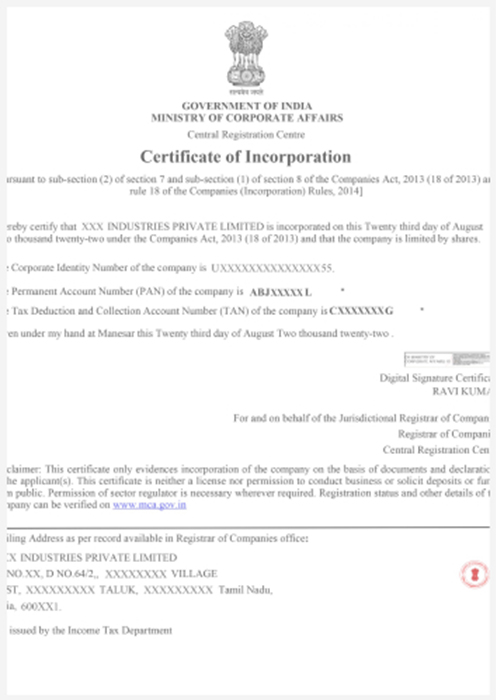 सत्यमेव जयते
GOVERNMENT OF INDIA
MINISTRY OF CORPORATE AFFAIRS
Central Registration Centre
Certificate of Incorporation
ursuant to sub-section (2) of section 7 and sub-section (1) of section 8 of the Companies Act, 2013 (18 of 2013) a
rule 18 of the Companies (Incorporation) Rules, 2014]
ereby certify that XXX INDUSTRIES PRIVATE LIMITED is incorporated on this Twenty third day of August
o thousand twenty-two under the Companies Act, 2013 (18 of 2013) and that the company is limited by shares.
e Corporate Identity Number of the company is UXXXXXXXXXXXXXX55.
e Permanent Account Number (PAN) of the company is ABJXXXXX L *
e Tax Deduction and Collection Account Number (TAN) of the company is CXXXXXXXG *
en under my hand at Manesar this Twenty third day of August Two thousand twenty-two .
Digital Signature Certifica
RAVI KUMA
For and on behalf of the Jurisdictional Registrar of Compan
Registrar of Compani
Central Registration Cen
claimer: This certificate only evidences incorporation of the company on the basis of documents and declaratio
he applicant(s). This certificate is neither a license nor permission to conduct business or solicit deposits or fun
m public. Permission of sector regulator is necessary wherever required. Registration status and other details of t
mpany can be verified on www.mca.gov.in
iling Address as per record available in Registrar of Companies office:
XX INDUSTRIES PRIVATE LIMITED
NO.XX, D NO.64/2,, XXXXXXXX VILLAGE
ST, XXXXXXXXX TALUK, XXXXXXXXX Tamil Nadu,
ia, 600XX1.
issued by the Income Tax Department